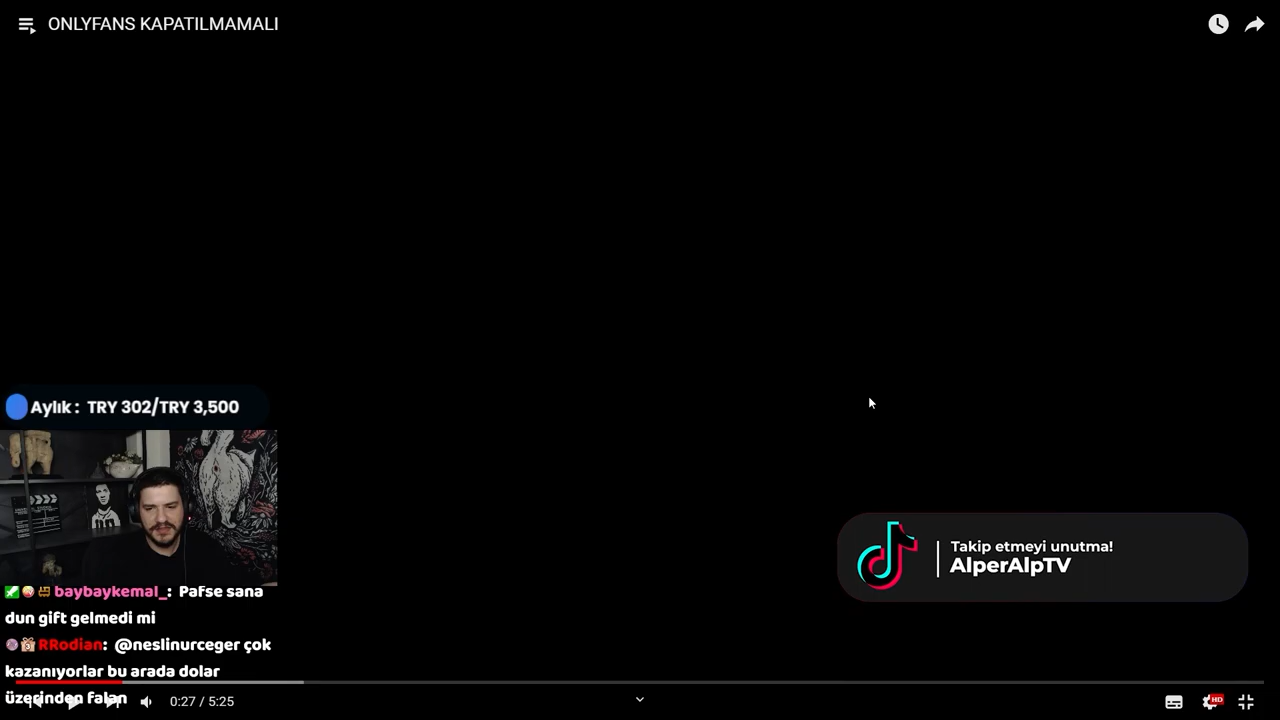 ONLYFANS KAPATILMAMALI
Aylık : TRY 302/TRY 3,500
Takip etmeyi unutma!
AlperAlpTV
baybaykemal_: Pafse sana
dun gift gelmedi mi
RRodian: @neslinurceger çok
kazanıyorlar bu arada dolar
üzerinden falan
0:27 / 5:25
HD